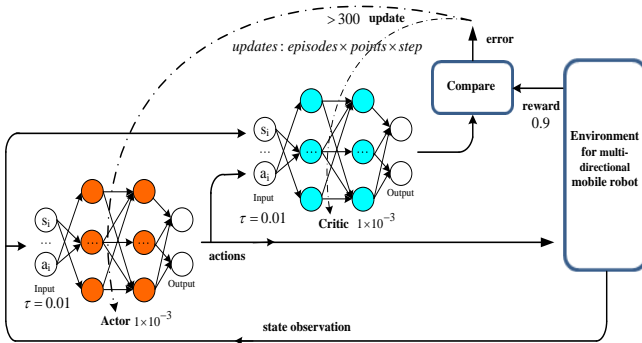 >300 update
updates: episodes×points×step
error
Compare
reward
0.9
Environment
for multi-
directional
mobile robot
s_i
...
a_i
...
...
Input
Output
τ = 0.01
Critic 1×10^-3
s_i
...
a_i
...
...
Input
Output
τ = 0.01
Actor 1×10^-3
actions
state observation